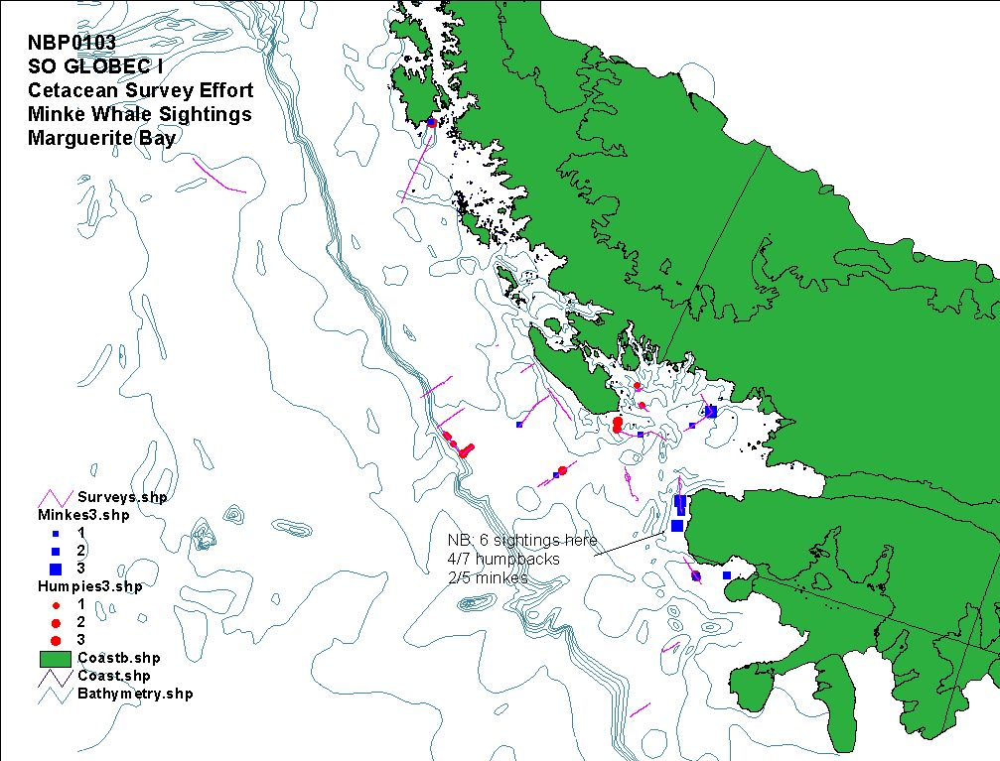 NBP0103
SO GLOBEC I
Cetacean Survey Effort
Minke Whale Sightings
Marguerite Bay
Surveys.shp
Minkes3.shp
1
2
3
Humpies3.shp
1
2
3
Coastb.shp
Coast.shp
Bathymetry.shp
NB: 6 sightings here
4/7 humpbacks
2/5 minkes